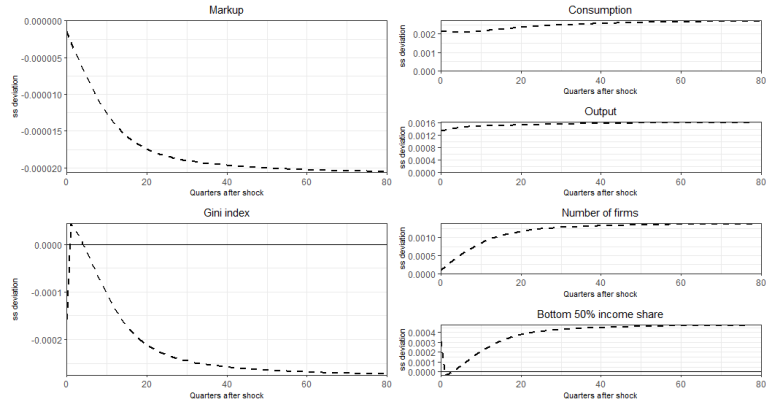 Markup
ss deviation
0.000000
-0.000005
-0.000010
-0.000015
-0.000020
0 20 40 60 80
Quarters after shock
Consumption
ss deviation
0.002
0.001
0.000
0 20 40 60 80
Quarters after shock
Output
ss deviation
0.0016
0.0012
0.0008
0.0004
0.0000
0 20 40 60 80
Quarters after shock
Gini index
ss deviation
0.0000
-0.0001
-0.0002
0 20 40 60 80
Quarters after shock
Number of firms
ss deviation
0.0010
0.0005
0.0000
0 20 40 60 80
Quarters after shock
Bottom 50% income share
ss deviation
0.0004
0.0003
0.0002
0.0001
0.0000
0 20 40 60 80
Quarters after shock